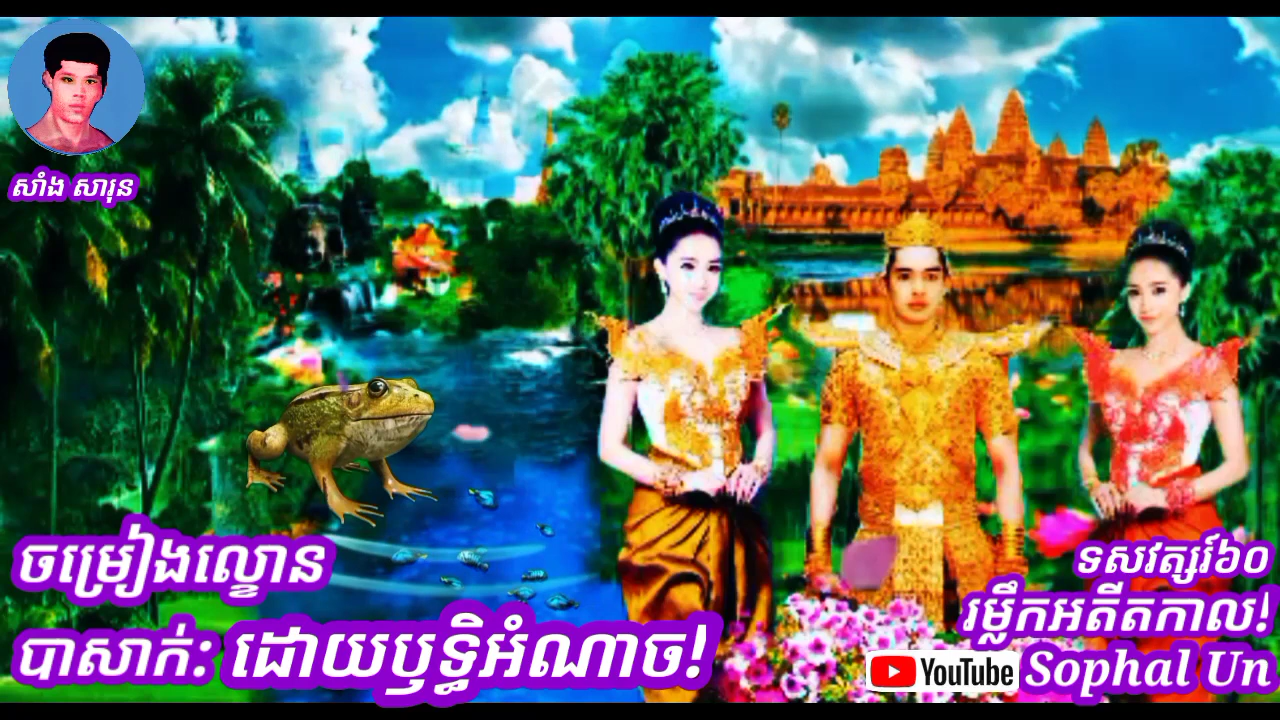 សាំង សារុន
ចម្រៀងល្ខោន
បាសាក់: ដោយឫទ្ធិអំណាច!
ទសវត្សរ៍៦០
រម្លឹកអតីតកាល!
YouTube Sophal Un